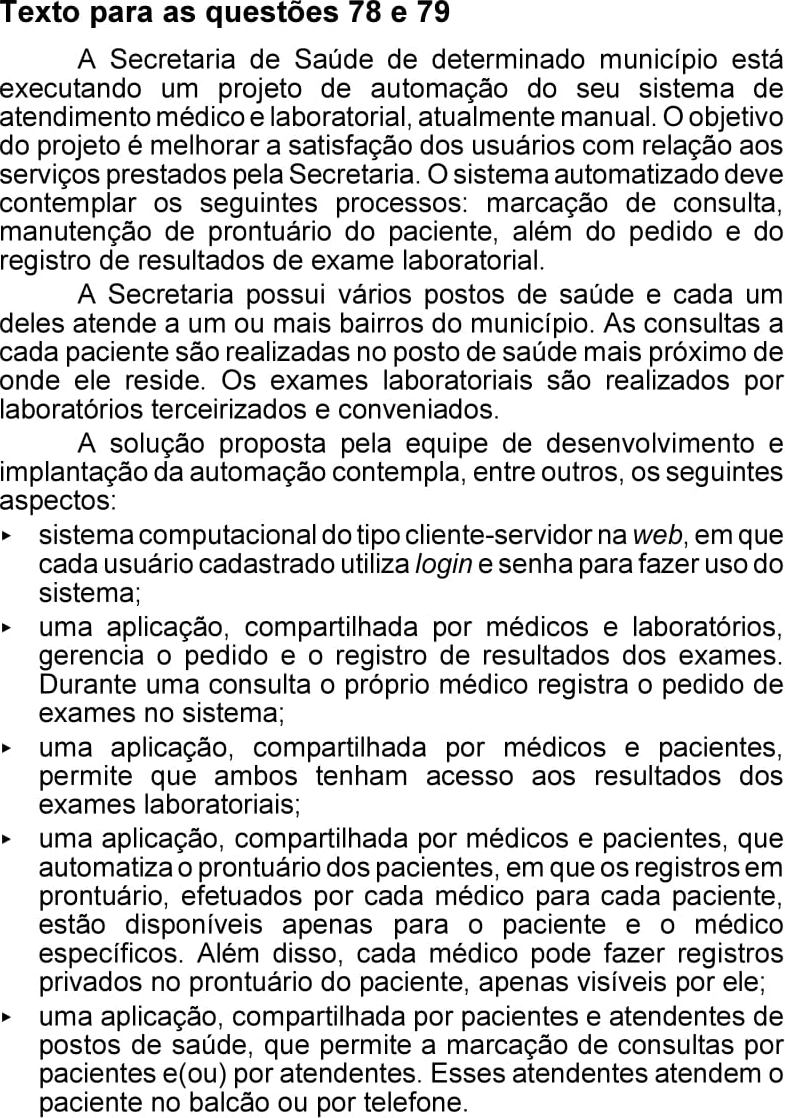 Texto para as questões 78 e 79
A Secretaria de Saúde de determinado município está
executando um projeto de automação do seu sistema de
atendimento médico e laboratorial, atualmente manual. O objetivo
do projeto é melhorar a satisfação dos usuários com relação aos
serviços prestados pela Secretaria. O sistema automatizado deve
contemplar os seguintes processos: marcação de consulta,
manutenção de prontuário do paciente, além do pedido e do
registro de resultados de exame laboratorial.
A Secretaria possui vários postos de saúde e cada um
deles atende a um ou mais bairros do município. As consultas a
cada paciente são realizadas no posto de saúde mais próximo de
onde ele reside. Os exames laboratoriais são realizados por
laboratórios terceirizados e conveniados.
A solução proposta pela equipe de desenvolvimento e
implantação da automação contempla, entre outros, os seguintes
aspectos:
▸ sistema computacional do tipo cliente-servidor na web, em que
cada usuário cadastrado utiliza login e senha para fazer uso do
sistema;
▸ uma aplicação, compartilhada por médicos e laboratórios,
gerencia o pedido e o registro de resultados dos exames.
Durante uma consulta o próprio médico registra o pedido de
exames no sistema;
▸ uma aplicação, compartilhada por médicos e pacientes,
permite que ambos tenham acesso aos resultados dos
exames laboratoriais;
▸ uma aplicação, compartilhada por médicos e pacientes, que
automatiza o prontuário dos pacientes, em que os registros em
prontuário, efetuados por cada médico para cada paciente,
estão disponíveis apenas para o paciente e o médico
específicos. Além disso, cada médico pode fazer registros
privados no prontuário do paciente, apenas visíveis por ele;
▸ uma aplicação, compartilhada por pacientes e atendentes de
postos de saúde, que permite a marcação de consultas por
pacientes e(ou) por atendentes. Esses atendentes atendem o
paciente no balcão ou por telefone.